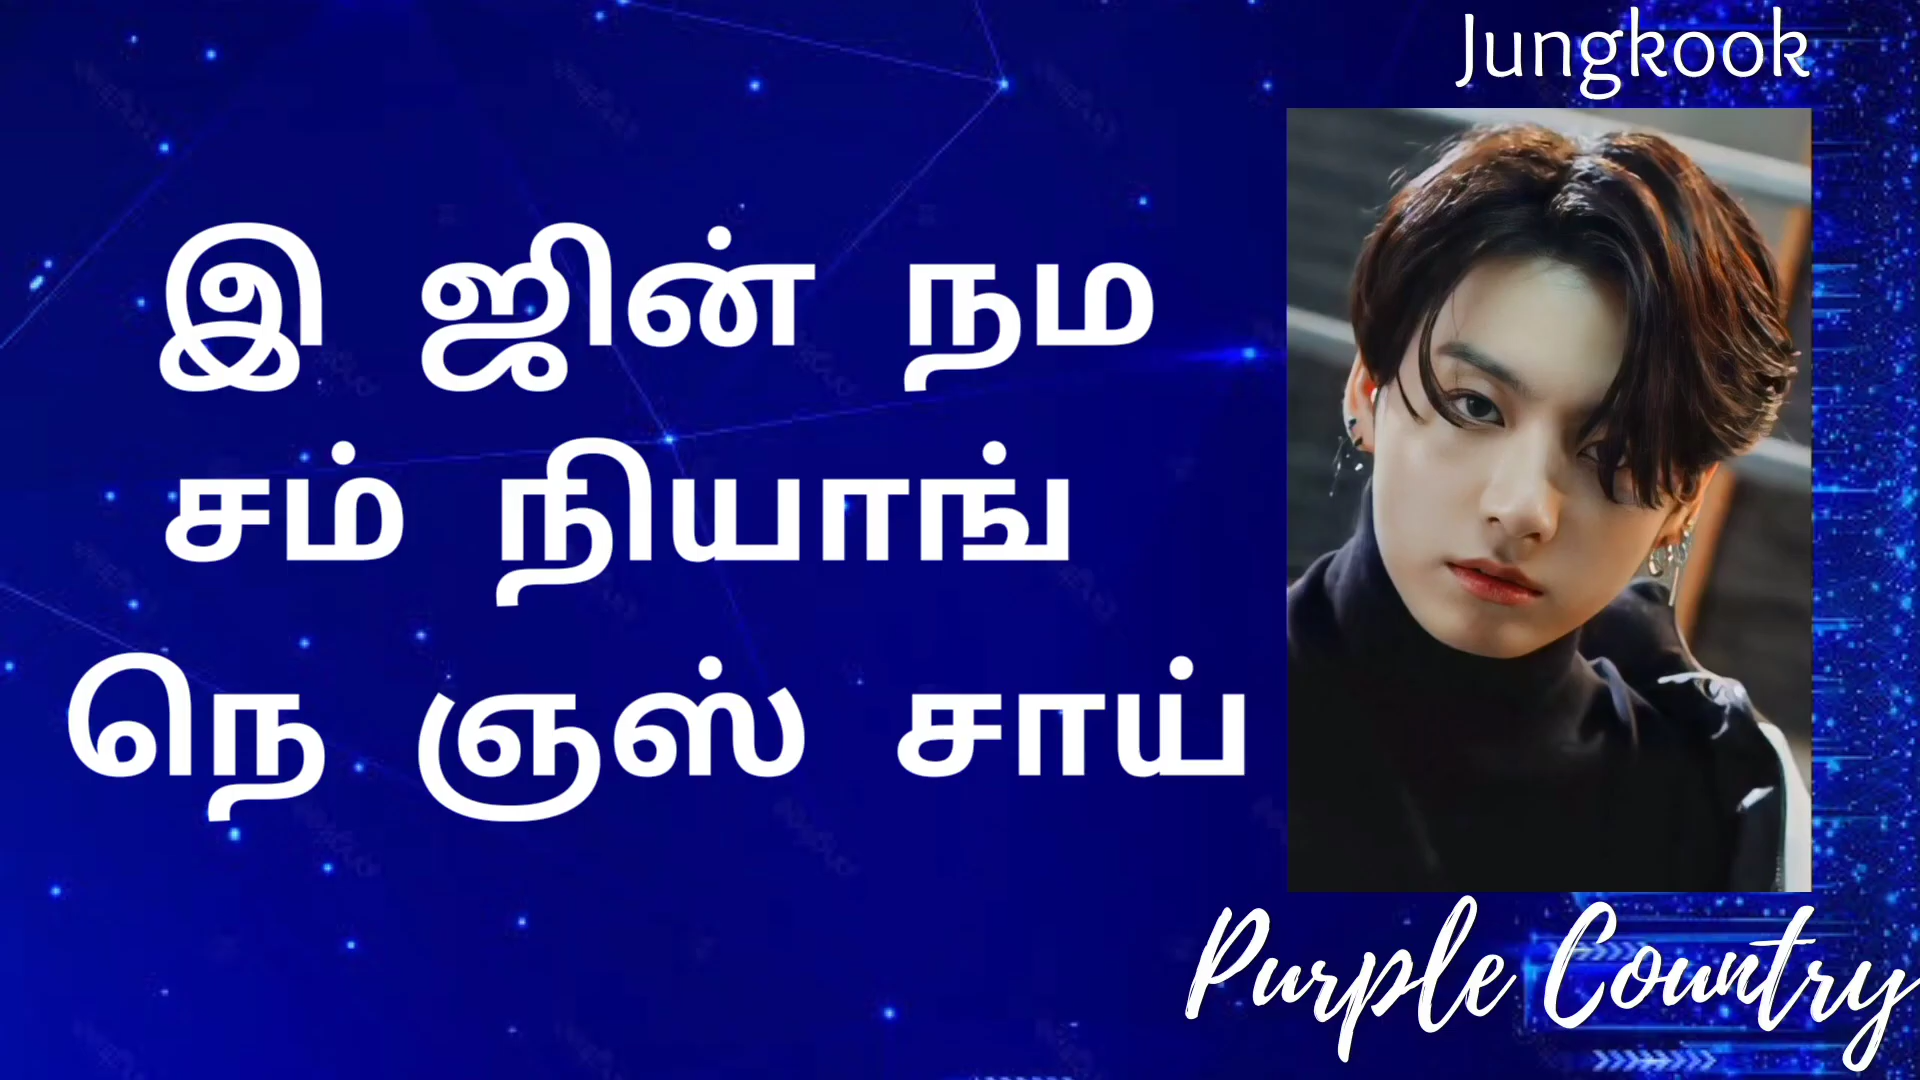 Jungkook
இ ஜின் நம
சம் நியாங்
நெ ஞஸ் சாய்
Purple Country